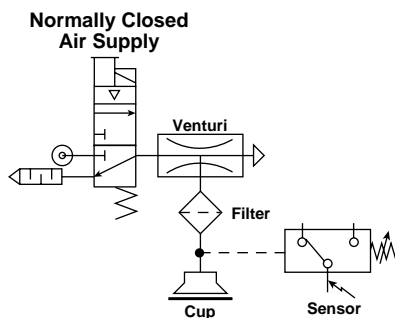 Normally Closed
Air Supply
Venturi
Filter
Cup
Sensor